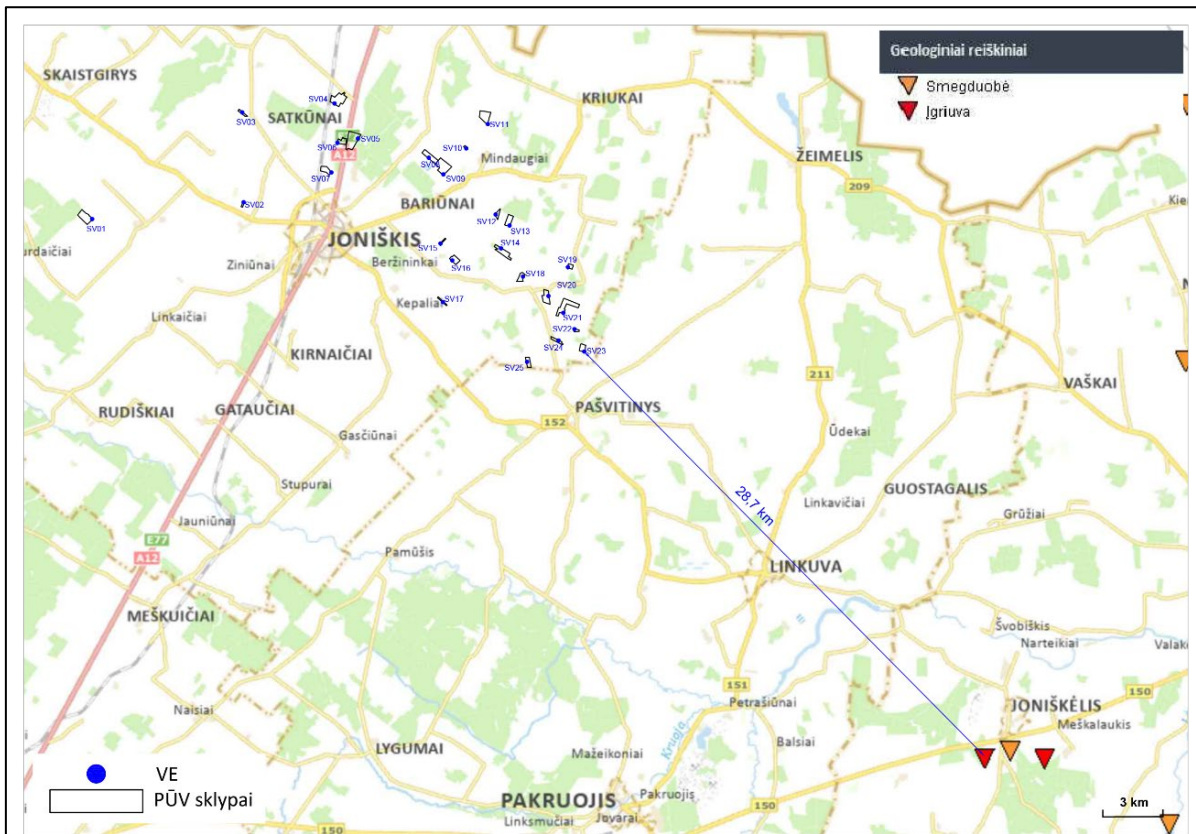 Geologiniai reiškiniai
Smegduobė
Įgriuva
SKAISTGIRYS
SV03
SV04
SATKŪNAI
SV05
SV06
A12
SV07
SV02
SV01
SV11
KRIUKAI
SV10
Mindaugiai
SV09
BARIŪNAI
ŽEIMELIS
209
JONIŠKIS
Ziniūnai
Beržininkai
SV12
SV13
SV14
SV15
SV16
SV17
SV18
SV19
SV20
SV21
SV22
SV23
SV24
SV25
Linkaičiai
KIRNAIČIAI
211
VAŠKAI
RUDIŠKIAI
GATAUČIAI
Gasčiūnai
152
PAŠVITINYS
Ūdekai
Stupurai
28,7 km
Linkavičiai
GUOSTAGALIS
Grūžiai
Jauniūnai
E77
A12
Pamūšis
LINKUVA
MEŠKUIČIAI
Švobiškis
Narteikiai
151
Petrašiūnai
JONIŠKĖLIS
150
Meškalaukis
Naisiai
LYGUMAI
Mažeikoniai
Kruoja
Balsiai
150
VE
PŪV sklypai
PAKRUOJIS
Pakruojis
Linksmučiai
Jovarai
150
150
3 km